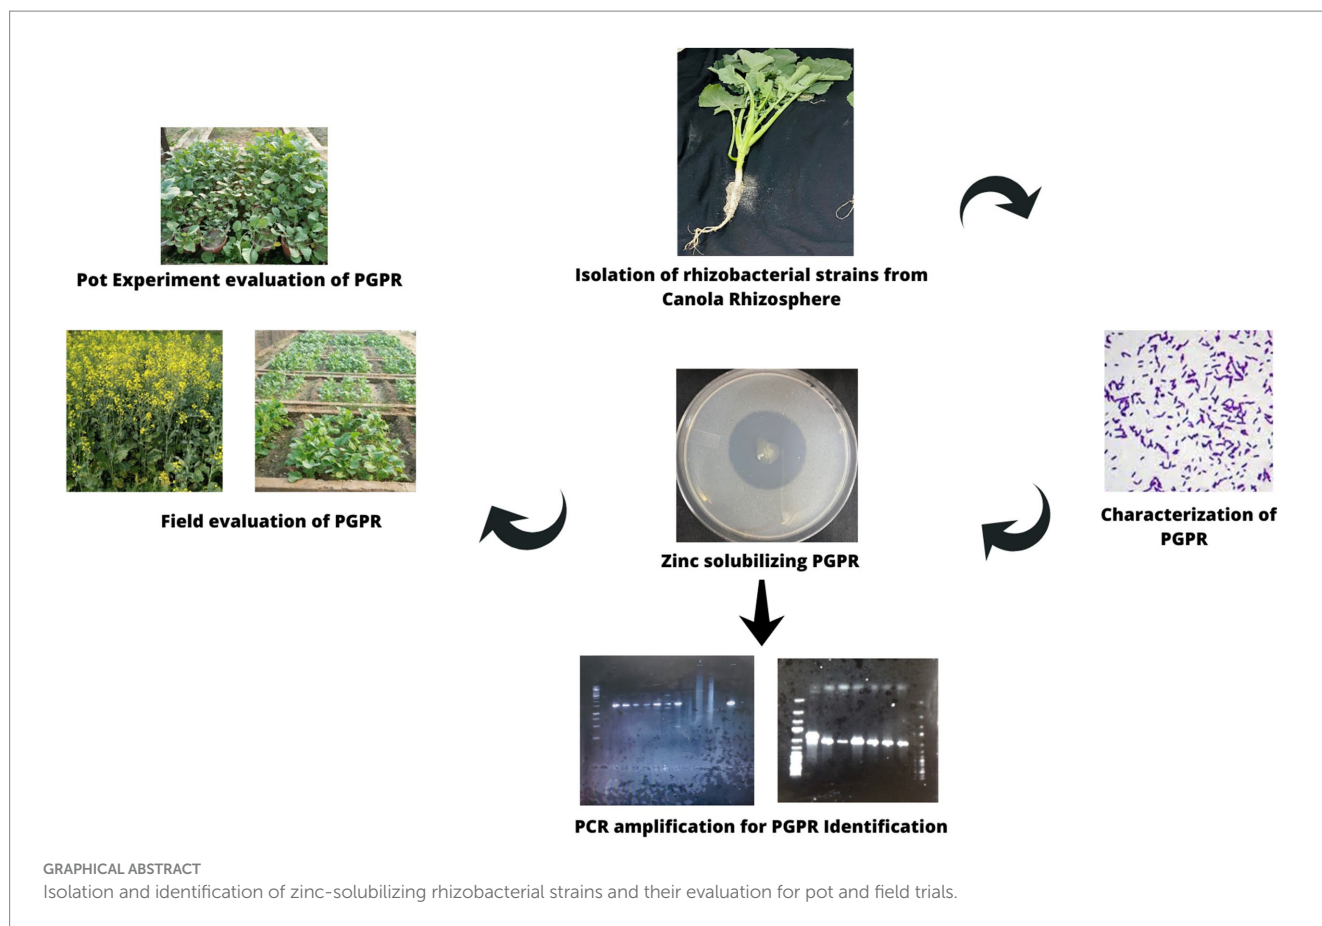 Isolation of rhizobacterial strains from
Canola Rhizosphere
Characterization of
PGPR
Zinc solubilizing PGPR
PCR amplification for PGPR Identification
Pot Experiment evaluation of PGPR
Field evaluation of PGPR
GRAPHICAL ABSTRACT
Isolation and identification of zinc-solubilizing rhizobacterial strains and their evaluation for pot and field trials.